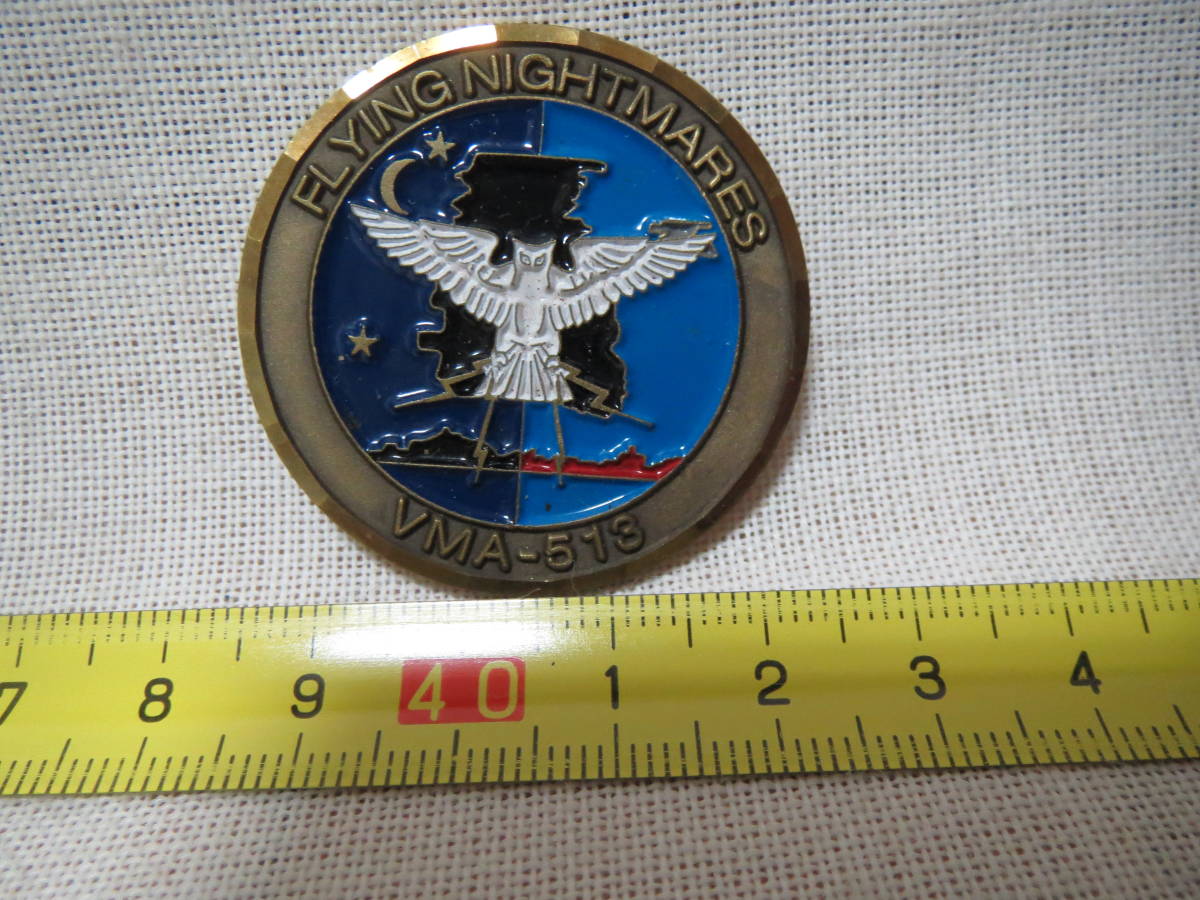 FLYING NIGHTMARES
VMA-513
7 8 9 40 1 2 3 4